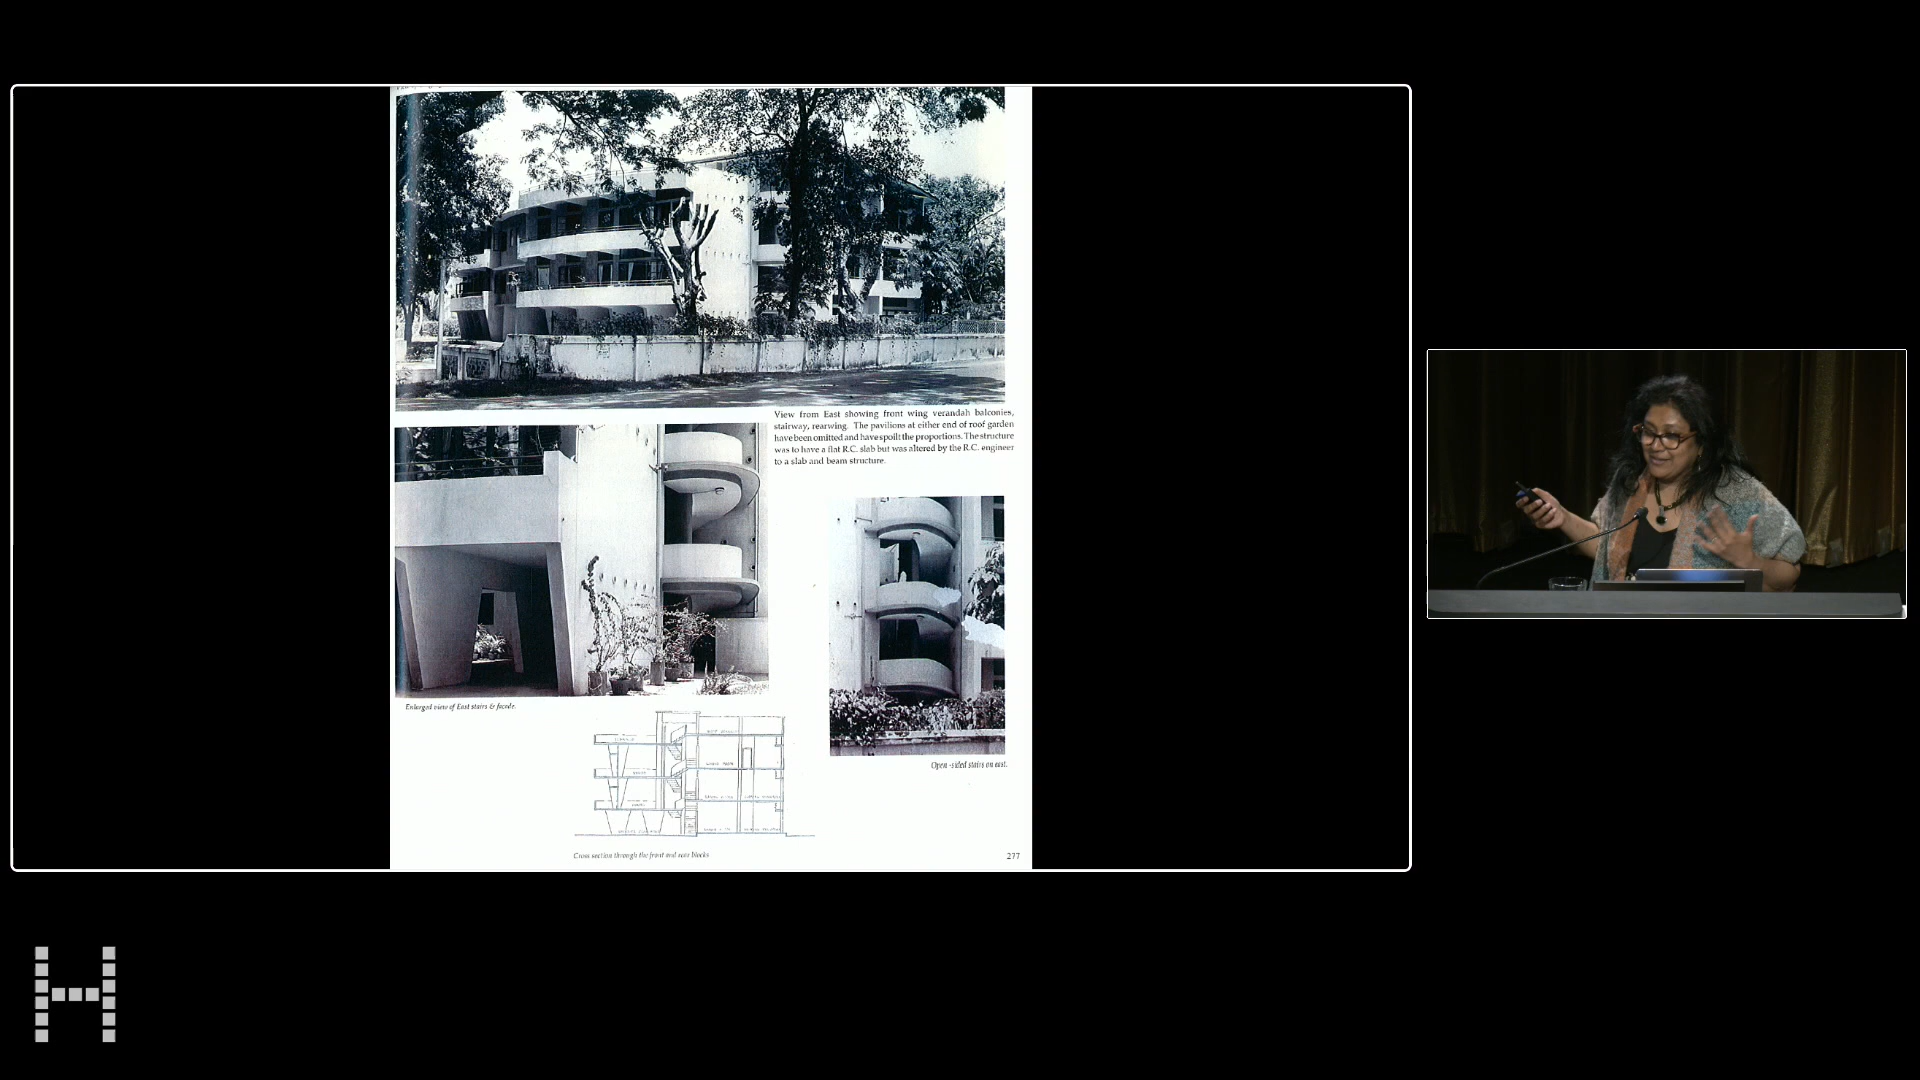 View from East showing front wing verandah balconies,
stairway, rearwing. The pavilions at either end of roof garden
have been omitted and have spoilt the proportions. The structure
was to have a flat R.C. slab but was altered by the R.C. engineer
to a slab and beam structure.
Enlarged view of East stairs & facade.
Open -sided stairs on east.
Cross section through the front and rear blocks
277
H